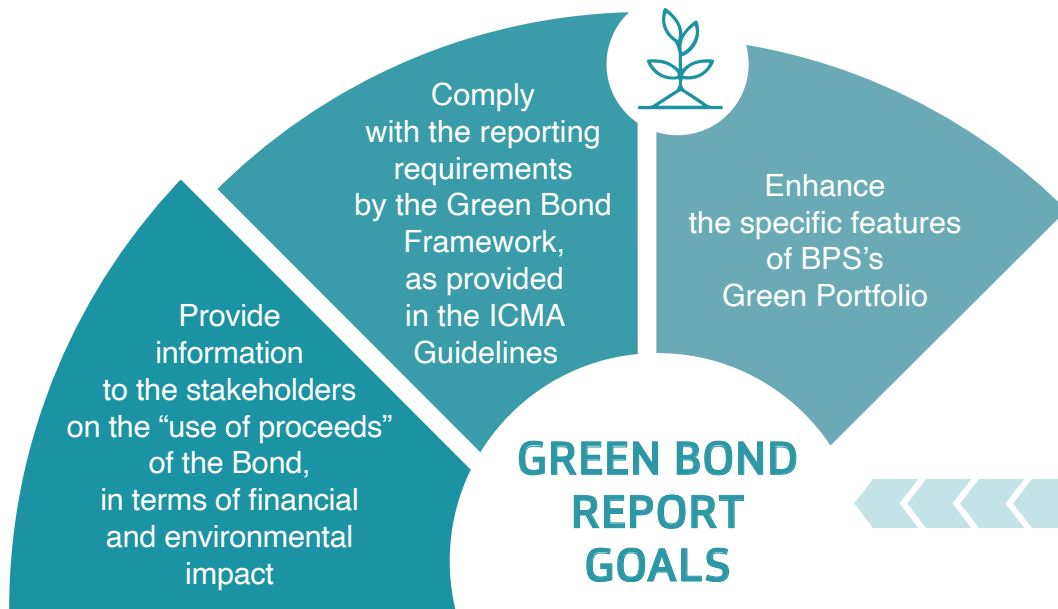 Provide
information
to the stakeholders
on the “use of proceeds”
of the Bond,
in terms of financial
and environmental
impact
Comply
with the reporting
requirements
by the Green Bond
Framework,
as provided
in the ICMA
Guidelines
Enhance
the specific features
of BPS’s
Green Portfolio
GREEN BOND
REPORT
GOALS